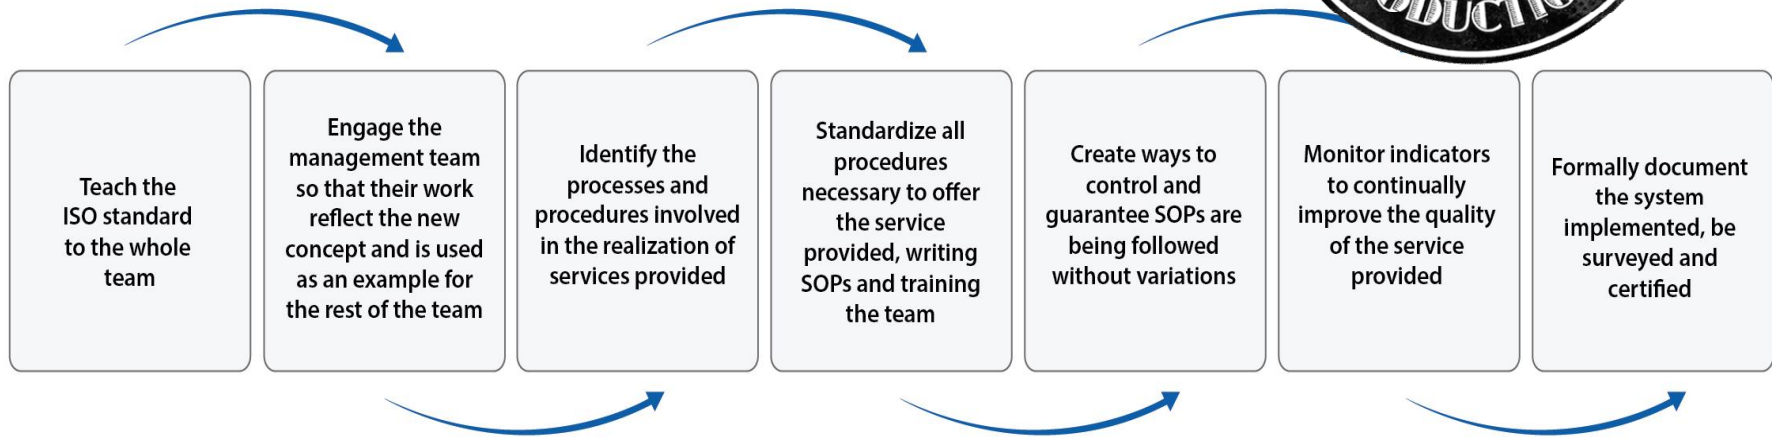 Teach the
ISO standard
to the whole
team
Engage the
management team
so that their work
reflect the new
concept and is used
as an example for
the rest of the team
Identify the
processes and
procedures involved
in the realization of
services provided
Standardize all
procedures
necessary to offer
the service
provided, writing
SOPs and training
the team
Create ways to
control and
guarantee SOPs are
being followed
without variations
Monitor indicators
to continually
improve the quality
of the service
provided
Formally document
the system
implemented, be
surveyed and
certified